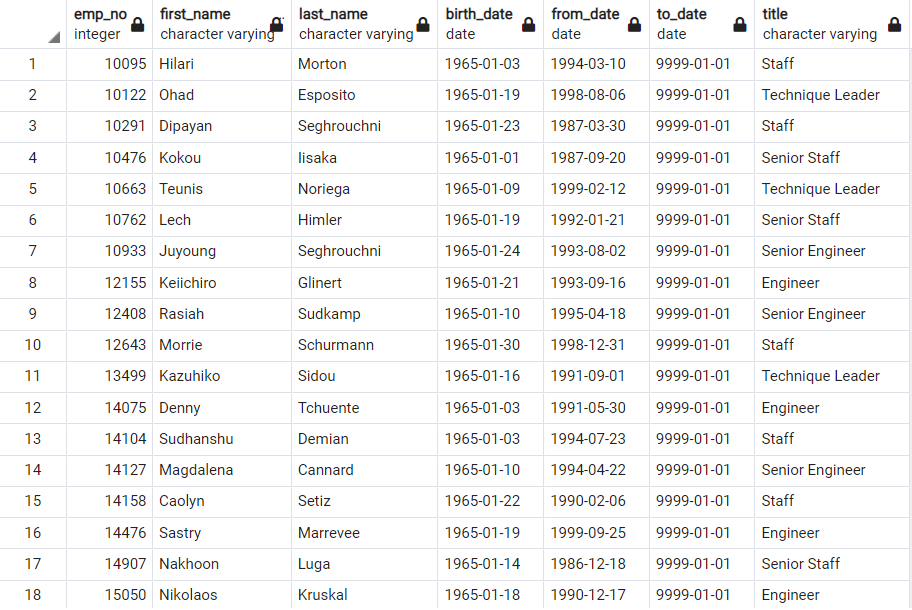 emp_no first_name last_name birth_date from_date to_date title
integer character varying character varying date date date character varying
1 10095 Hilari Morton 1965-01-03 1994-03-10 9999-01-01 Staff
2 10122 Ohad Esposito 1965-01-19 1998-08-06 9999-01-01 Technique Leader
3 10291 Dipayan Seghrouchni 1965-01-23 1987-03-30 9999-01-01 Staff
4 10476 Kokou Iisaka 1965-01-01 1987-09-20 9999-01-01 Senior Staff
5 10663 Teunis Noriega 1965-01-09 1999-02-12 9999-01-01 Technique Leader
6 10762 Lech Himler 1965-01-19 1992-01-21 9999-01-01 Senior Staff
7 10933 Juyoung Seghrouchni 1965-01-24 1993-08-02 9999-01-01 Senior Engineer
8 12155 Keiichiro Glinert 1965-01-21 1993-09-16 9999-01-01 Engineer
9 12408 Rasiah Sudkamp 1965-01-10 1995-04-18 9999-01-01 Senior Engineer
10 12643 Morrie Schurmann 1965-01-30 1998-12-31 9999-01-01 Staff
11 13499 Kazuhiko Sidou 1965-01-16 1991-09-01 9999-01-01 Technique Leader
12 14075 Denny Tchuente 1965-01-03 1991-05-30 9999-01-01 Engineer
13 14104 Sudhanshu Demian 1965-01-03 1994-07-23 9999-01-01 Staff
14 14127 Magdalena Cannard 1965-01-10 1994-04-22 9999-01-01 Senior Engineer
15 14158 Caolyn Setiz 1965-01-22 1990-02-06 9999-01-01 Staff
16 14476 Sastry Marrevee 1965-01-19 1999-09-25 9999-01-01 Engineer
17 14907 Nakhoon Luga 1965-01-14 1986-12-18 9999-01-01 Senior Staff
18 15050 Nikolaos Kruskal 1965-01-18 1990-12-17 9999-01-01 Engineer